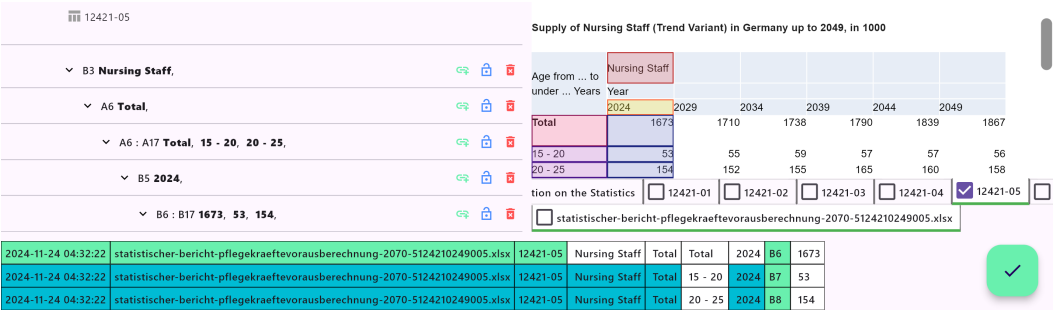 12421-05
B3 Nursing Staff,
A6 Total,
A6 : A17 Total, 15 - 20, 20 - 25,
B5 2024,
B6 : B17 1673, 53, 154,
Supply of Nursing Staff (Trend Variant) in Germany up to 2049, in 1000
Nursing Staff
Age from ... to
under ... Years Year
2024 2029 2034 2039 2044 2049
Total 1673 1710 1738 1790 1839 1867
15 - 20 53 55 59 57 57 56
20 - 25 154 152 155 165 160 158
tion on the Statistics 12421-01 12421-02 12421-03 12421-04 12421-05
statistischer-bericht-pflegekraeftevorausberechnung-2070-5124210249005.xlsx
2024-11-24 04:32:22 statistischer-bericht-pflegekraeftevorausberechnung-2070-5124210249005.xlsx 12421-05 Nursing Staff Total Total 2024 B6 1673
2024-11-24 04:32:22 statistischer-bericht-pflegekraeftevorausberechnung-2070-5124210249005.xlsx 12421-05 Nursing Staff Total 15 - 20 2024 B7 53
2024-11-24 04:32:22 statistischer-bericht-pflegekraeftevorausberechnung-2070-5124210249005.xlsx 12421-05 Nursing Staff Total 20 - 25 2024 B8 154